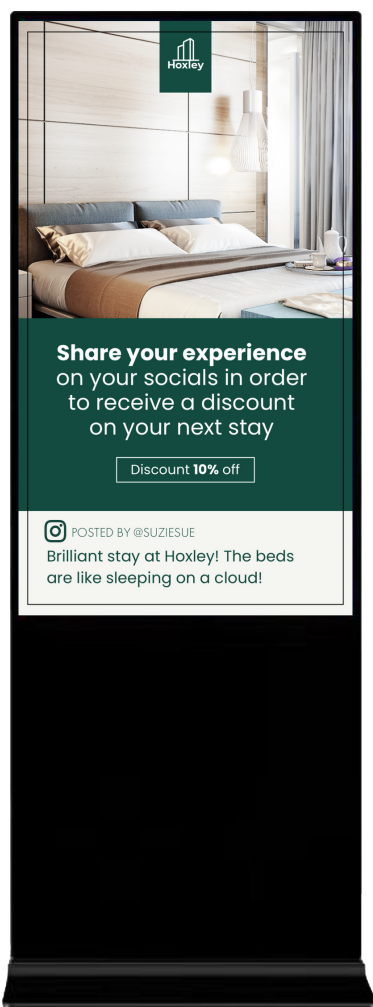 Hoxley
Share your experience
on your socials in order
to receive a discount
on your next stay
Discount 10% off
POSTED BY @SUZIESUE
Brilliant stay at Hoxley! The beds
are like sleeping on a cloud!